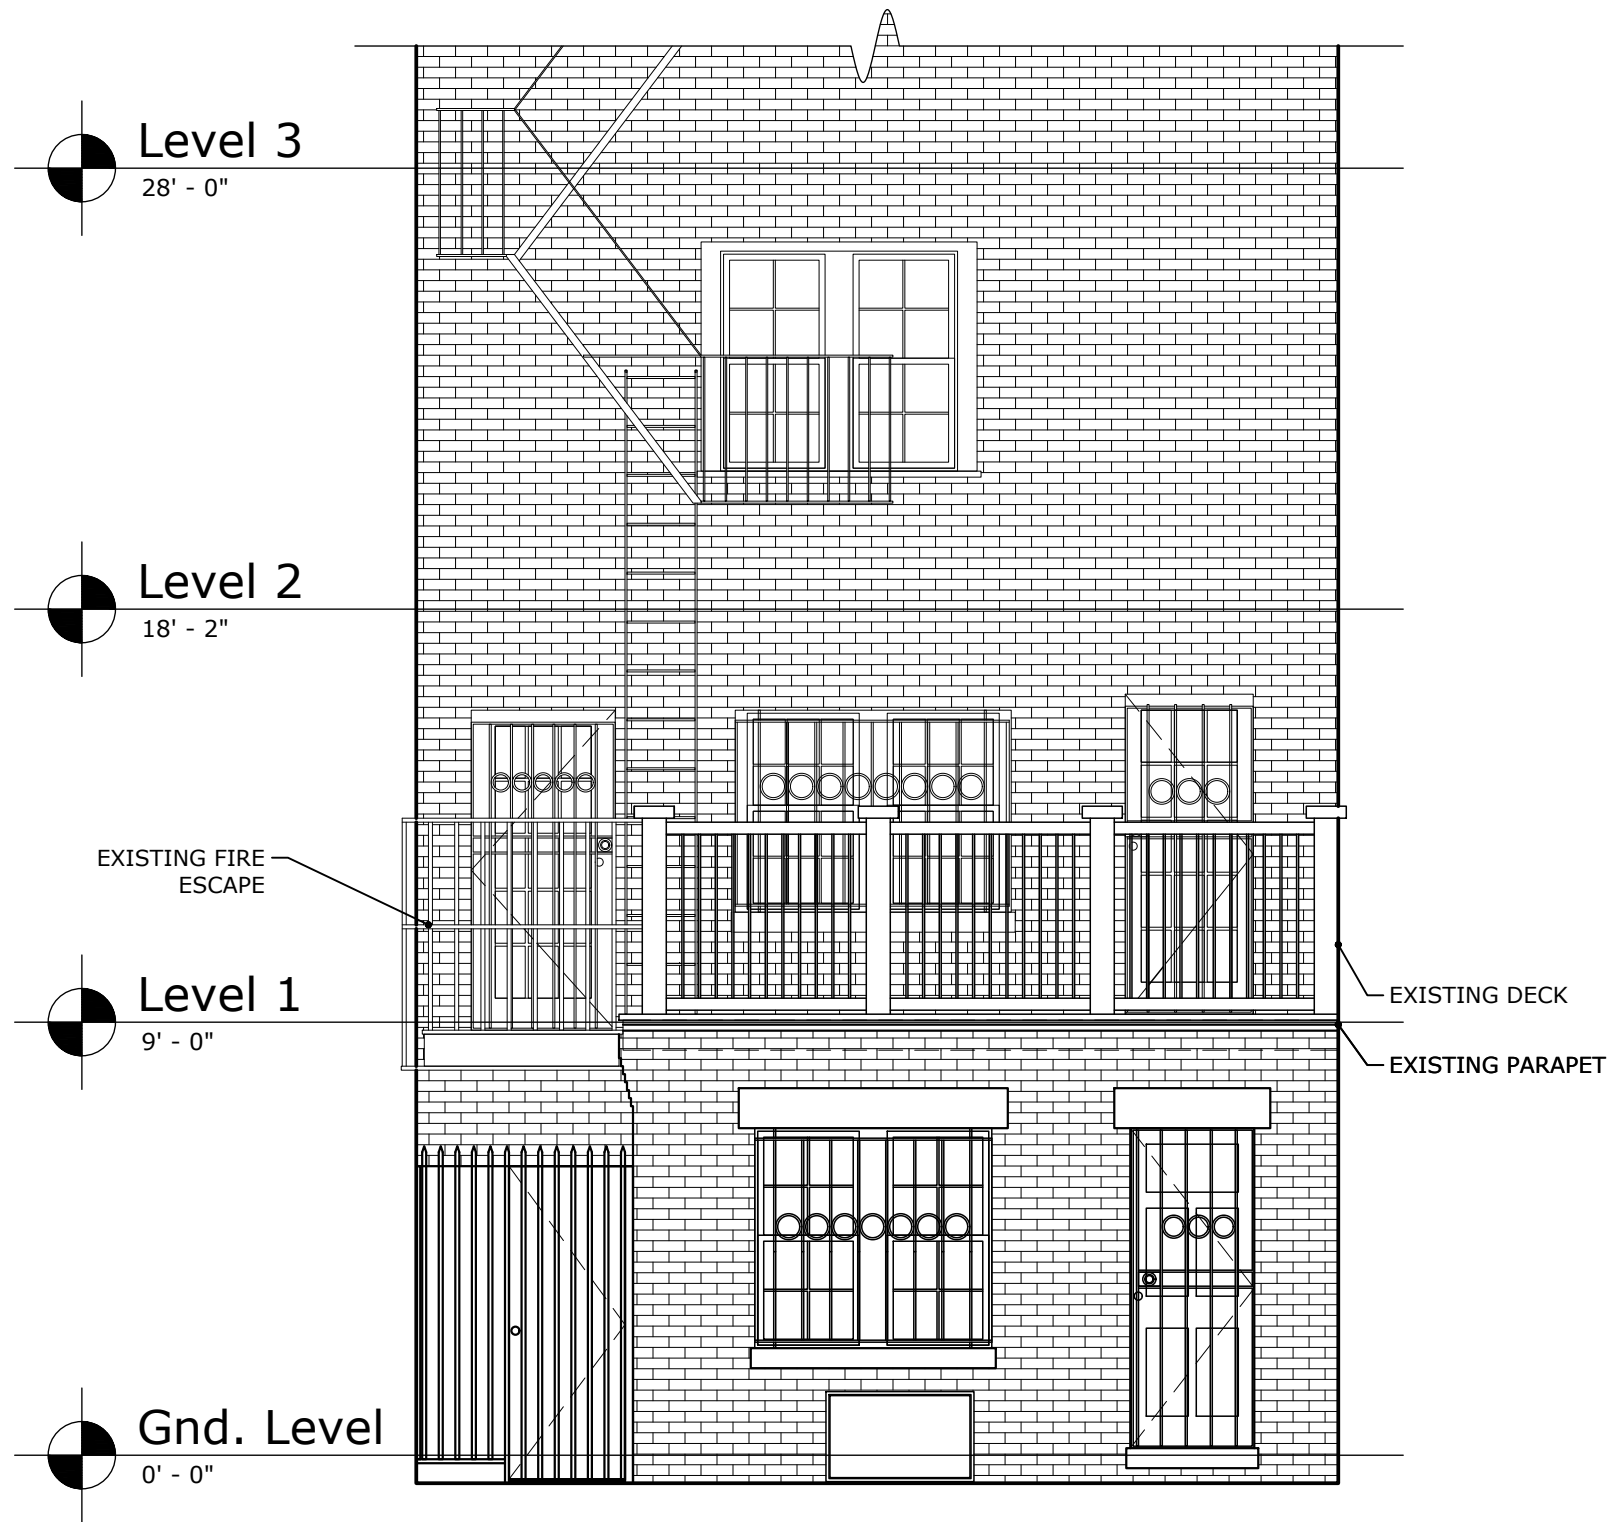 Level 3
28' - 0"
Level 2
18' - 2"
EXISTING FIRE
ESCAPE
Level 1
9' - 0"
EXISTING DECK
EXISTING PARAPET
Gnd. Level
0' - 0"